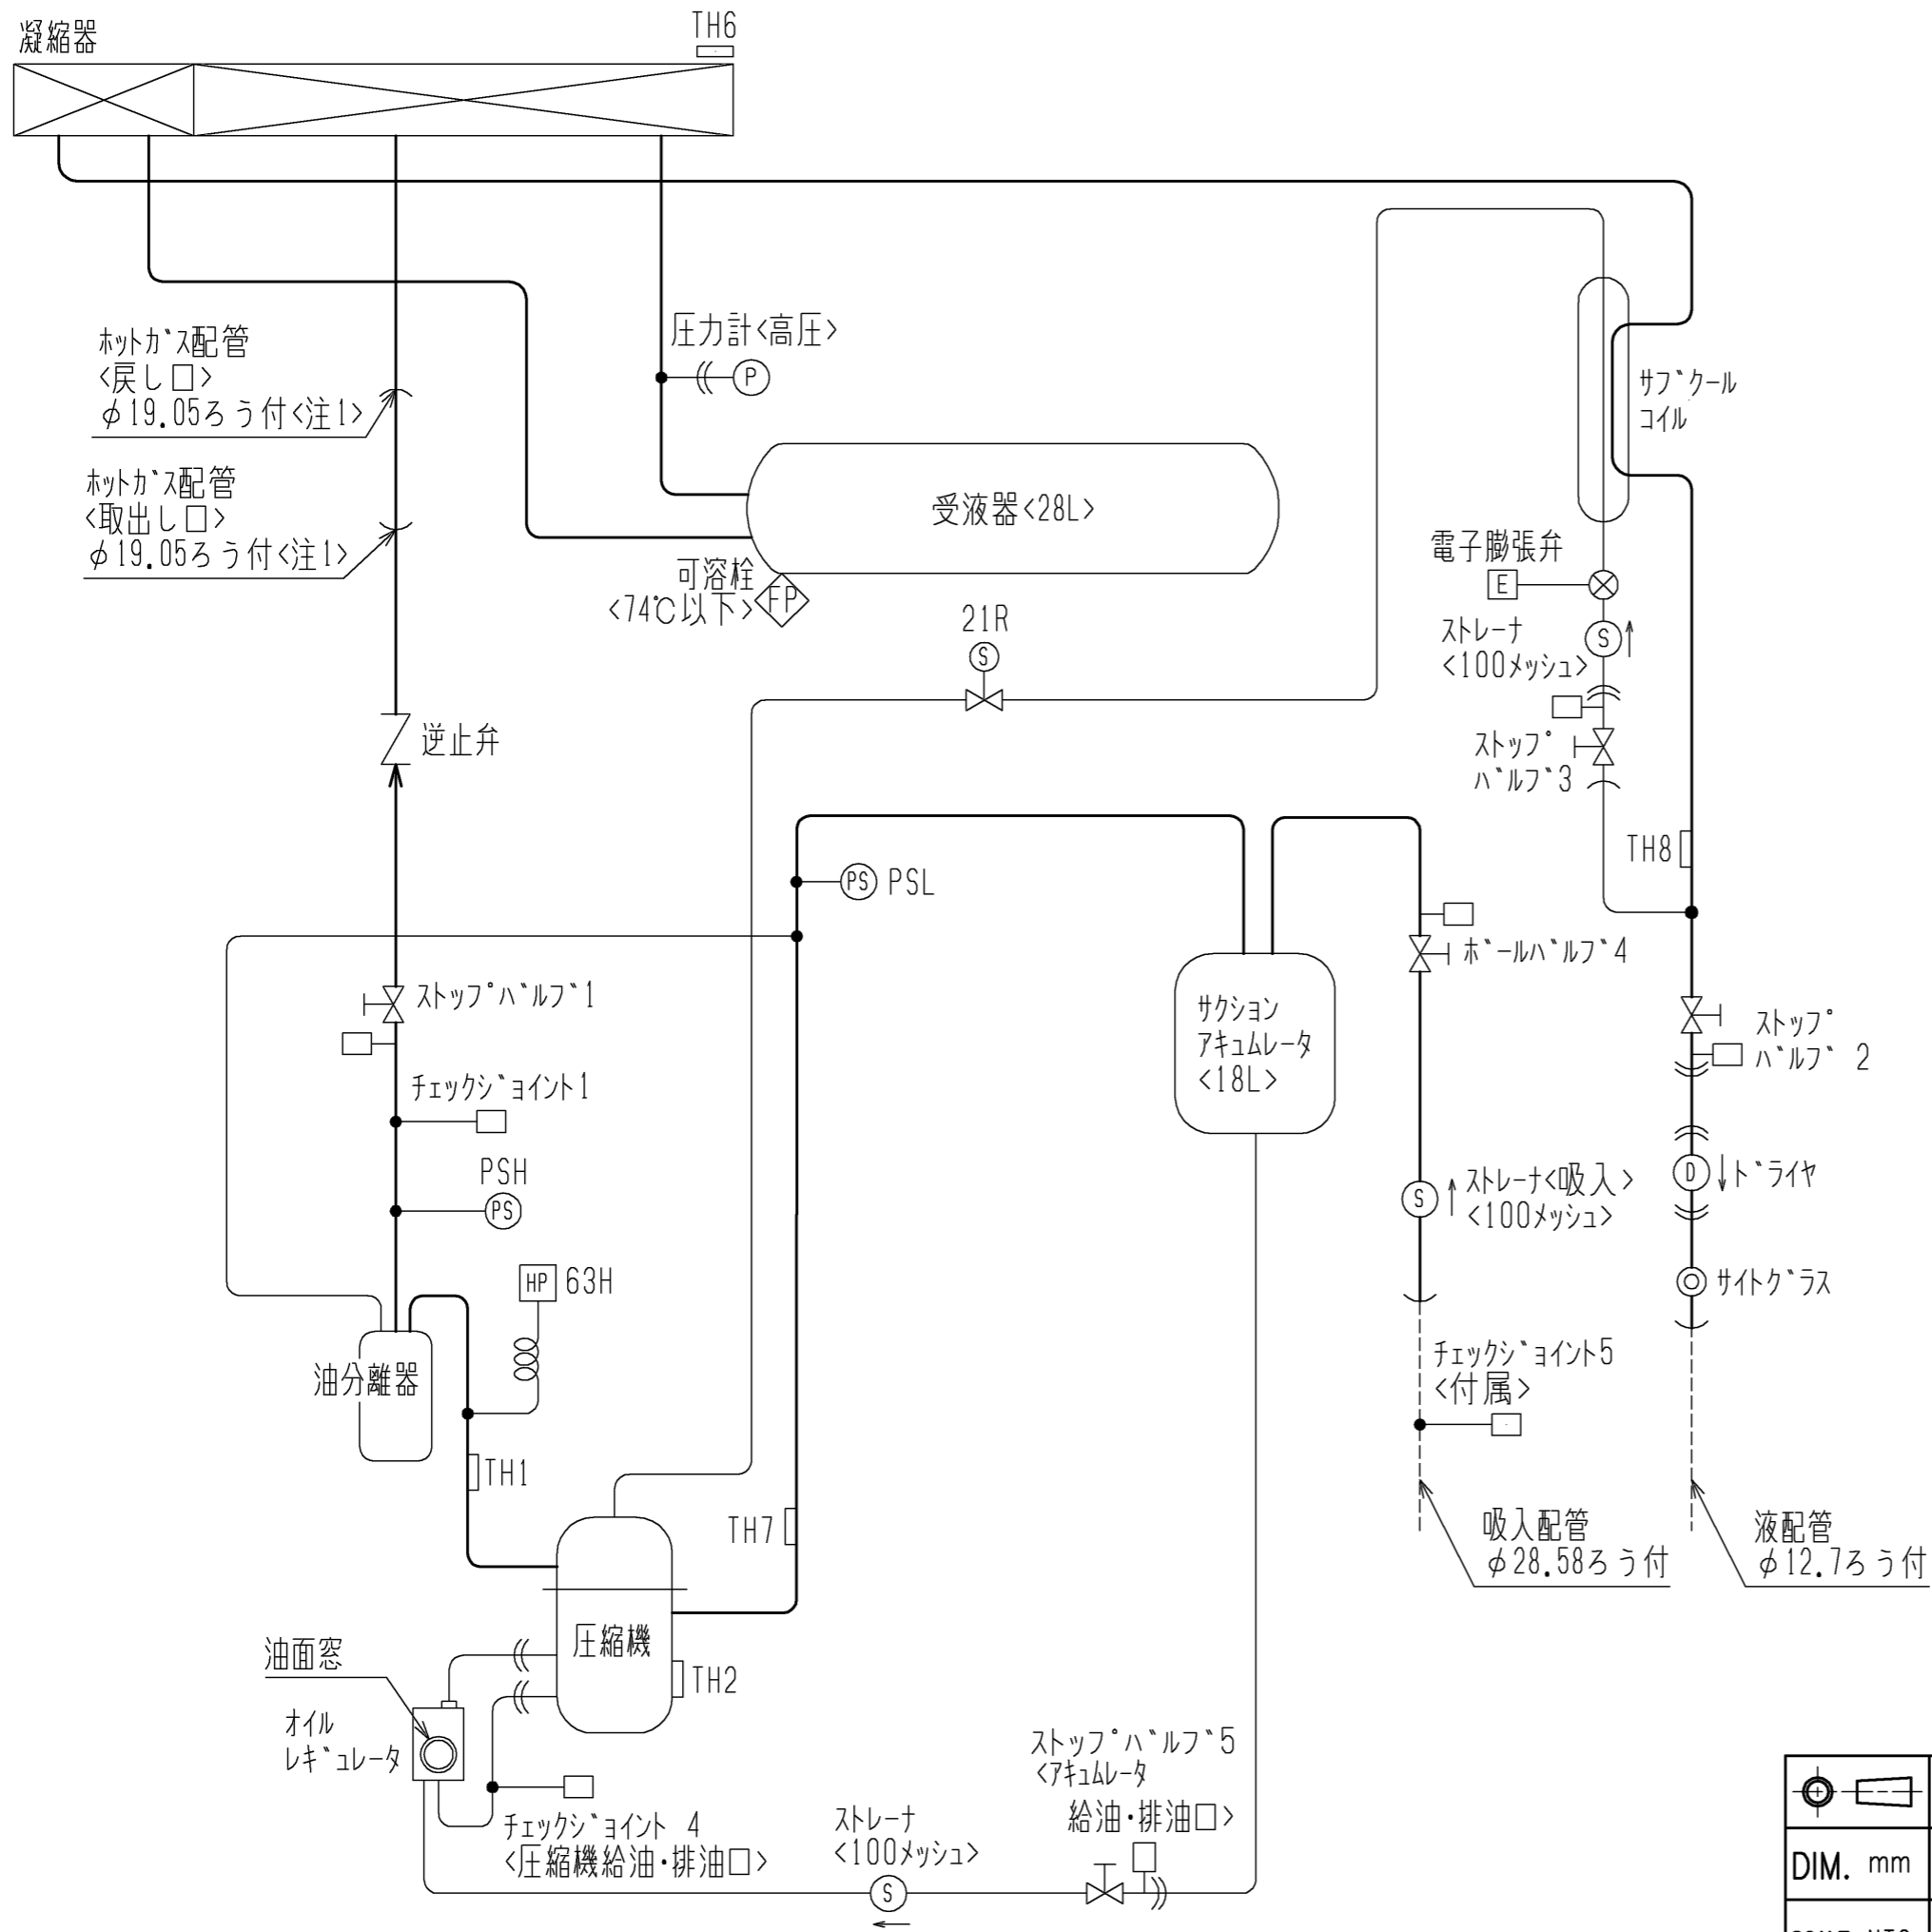 凝縮器
TH6
ホットガス配管
<戻し口>
φ19.05ろう付<注1>
圧力計<高圧>
P
サブクール
コイル
ホットガス配管
<取出し口>
φ19.05ろう付<注1>
受液器<28L>
可溶栓
<74℃以下>
FP
電子膨張弁
E
21R
S
ストレーナ
<100メッシュ>
S
逆止弁
ストップ
バルブ3
TH8
PS
PSL
ボールバルブ4
ストップバルブ1
サクション
アキュムレータ
<18L>
ストップ
バルブ 2
チェックジョイント1
PSH
PS
ストレーナ<吸入>
<100メッシュ>
S
D
ドライヤ
HP
63H
サイトグラス
油分離器
チェックジョイント5
<付属>
TH1
TH7
吸入配管
φ28.58ろう付
液配管
φ12.7ろう付
圧縮機
油面窓
TH2
オイル
レギュレータ
ストップバルブ5
<アキュムレータ
給油・排油口>
チェックジョイント 4
<圧縮機給油・排油口>
ストレーナ
<100メッシュ>
S
DIM. mm